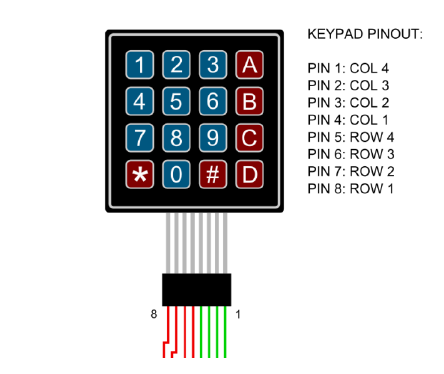 KEYPAD PINOUT:
1 2 3 A
4 5 6 B
7 8 9 C
* 0 # D
PIN 1: COL 4
PIN 2: COL 3
PIN 3: COL 2
PIN 4: COL 1
PIN 5: ROW 4
PIN 6: ROW 3
PIN 7: ROW 2
PIN 8: ROW 1
8 1